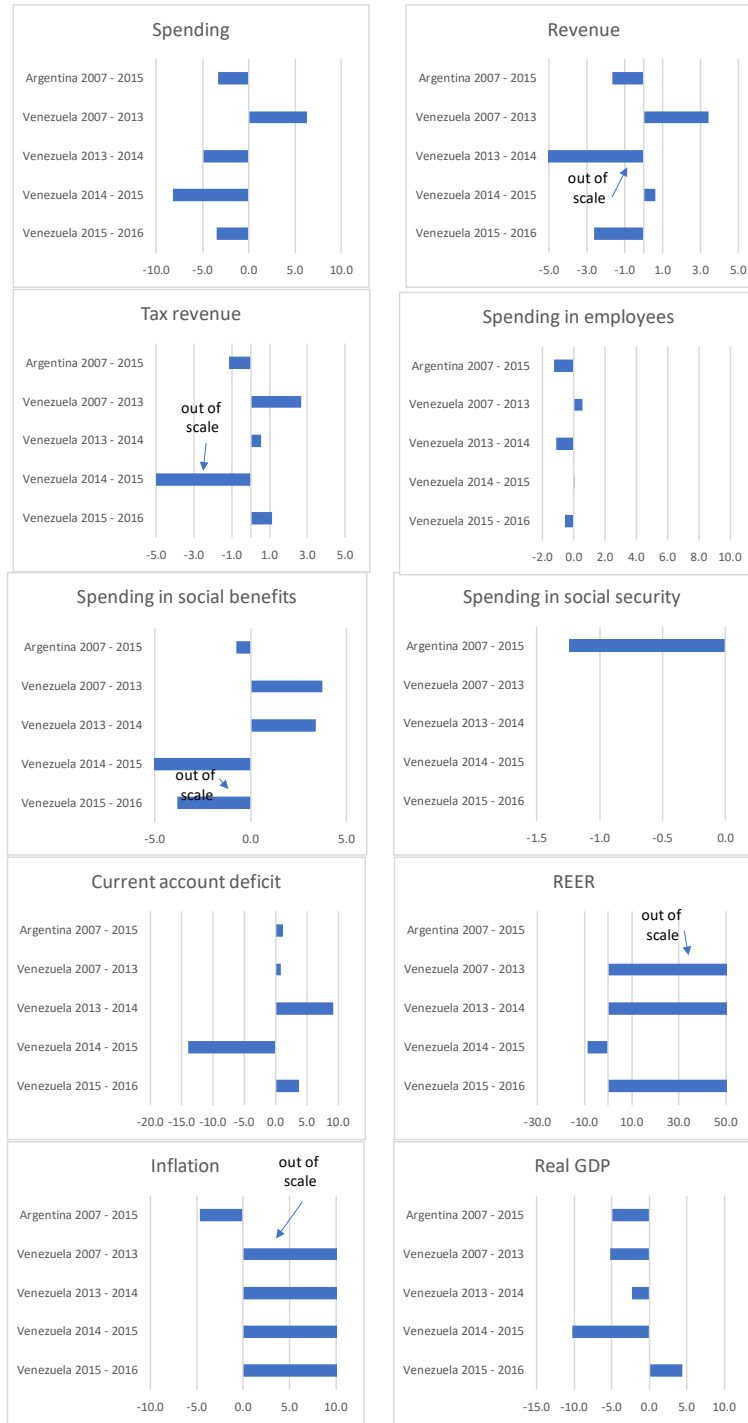 Spending
Argentina 2007 - 2015
Venezuela 2007 - 2013
Venezuela 2013 - 2014
Venezuela 2014 - 2015
Venezuela 2015 - 2016
-10.0 -5.0 0.0 5.0 10.0
Revenue
Argentina 2007 - 2015
Venezuela 2007 - 2013
Venezuela 2013 - 2014
out of
scale
Venezuela 2014 - 2015
Venezuela 2015 - 2016
-5.0 -3.0 -1.0 1.0 3.0 5.0
Tax revenue
Argentina 2007 - 2015
Venezuela 2007 - 2013
out of
scale
Venezuela 2013 - 2014
Venezuela 2014 - 2015
Venezuela 2015 - 2016
-5.0 -3.0 -1.0 1.0 3.0 5.0
Spending in employees
Argentina 2007 - 2015
Venezuela 2007 - 2013
Venezuela 2013 - 2014
Venezuela 2014 - 2015
Venezuela 2015 - 2016
-2.0 0.0 2.0 4.0 6.0 8.0 10.0
Spending in social benefits
Argentina 2007 - 2015
Venezuela 2007 - 2013
Venezuela 2013 - 2014
Venezuela 2014 - 2015
out of
scale
Venezuela 2015 - 2016
-5.0 0.0 5.0
Spending in social security
Argentina 2007 - 2015
Venezuela 2007 - 2013
Venezuela 2013 - 2014
Venezuela 2014 - 2015
Venezuela 2015 - 2016
-1.5 -1.0 -0.5 0.0
Current account deficit
Argentina 2007 - 2015
Venezuela 2007 - 2013
Venezuela 2013 - 2014
Venezuela 2014 - 2015
Venezuela 2015 - 2016
-20.0 -15.0 -10.0 -5.0 0.0 5.0 10.0
REER
out of
scale
Argentina 2007 - 2015
Venezuela 2007 - 2013
Venezuela 2013 - 2014
Venezuela 2014 - 2015
Venezuela 2015 - 2016
-30.0 -10.0 10.0 30.0 50.0
Inflation
out of
scale
Argentina 2007 - 2015
Venezuela 2007 - 2013
Venezuela 2013 - 2014
Venezuela 2014 - 2015
Venezuela 2015 - 2016
-10.0 -5.0 0.0 5.0 10.0
Real GDP
Argentina 2007 - 2015
Venezuela 2007 - 2013
Venezuela 2013 - 2014
Venezuela 2014 - 2015
Venezuela 2015 - 2016
-15.0 -10.0 -5.0 0.0 5.0